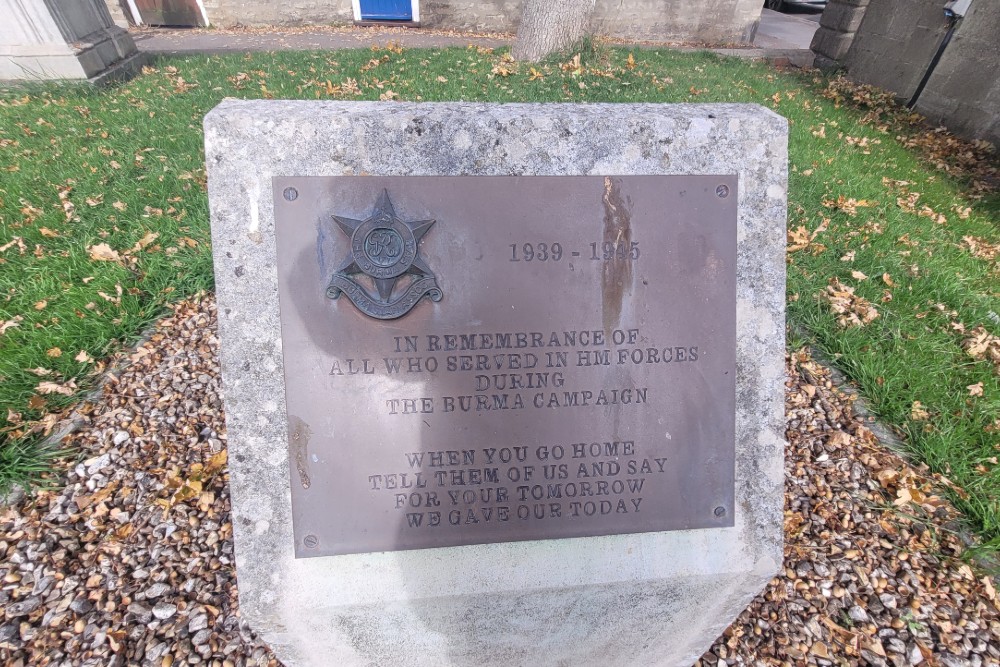 1939 - 1945
IN REMEMBRANCE OF
ALL WHO SERVED IN HM FORCES
DURING
THE BURMA CAMPAIGN
WHEN YOU GO HOME
TELL THEM OF US AND SAY
FOR YOUR TOMORROW
WE GAVE OUR TODAY